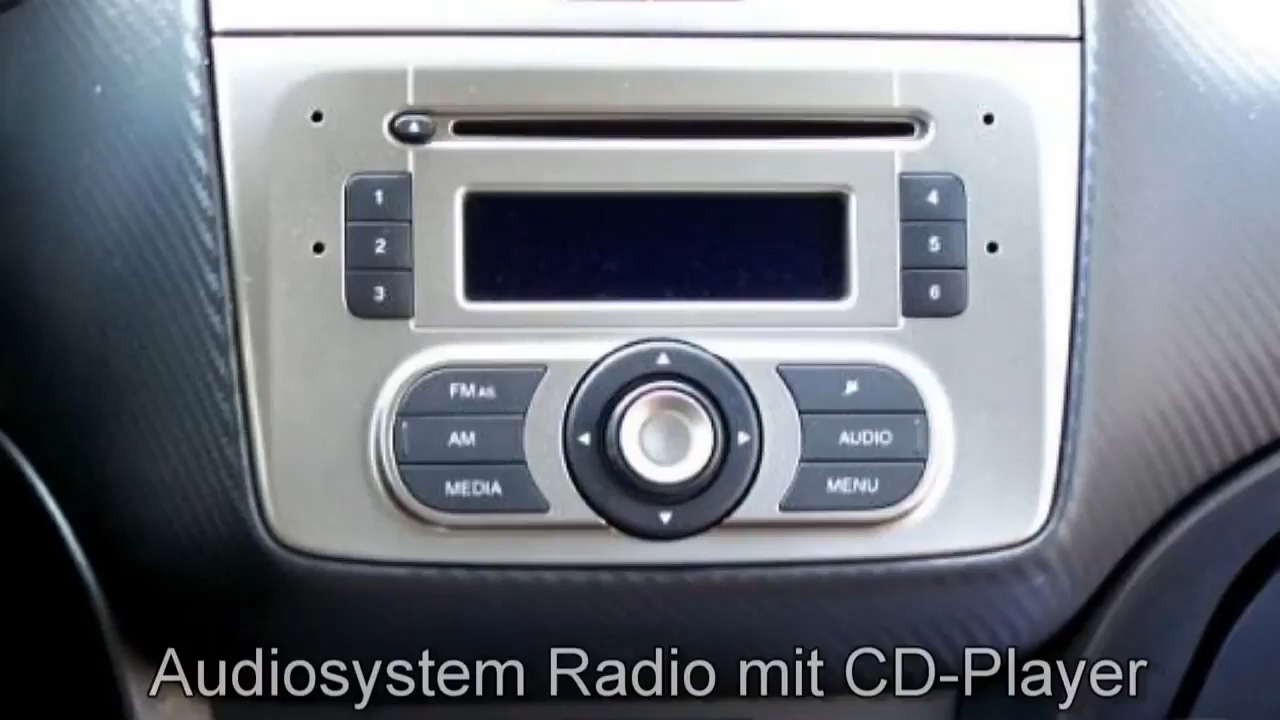 1
4
2
5
3
6
FM AS
AM
AUDIO
MEDIA
MENU
Audiosystem Radio mit CD-Player